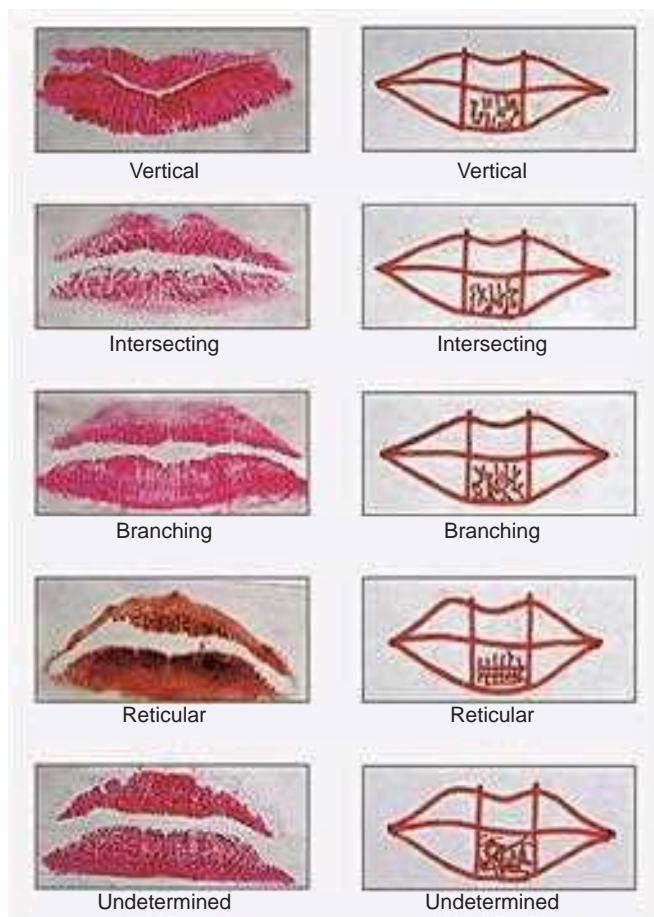 Vertical Vertical
Intersecting Intersecting
Branching Branching
Reticular Reticular
Undetermined Undetermined